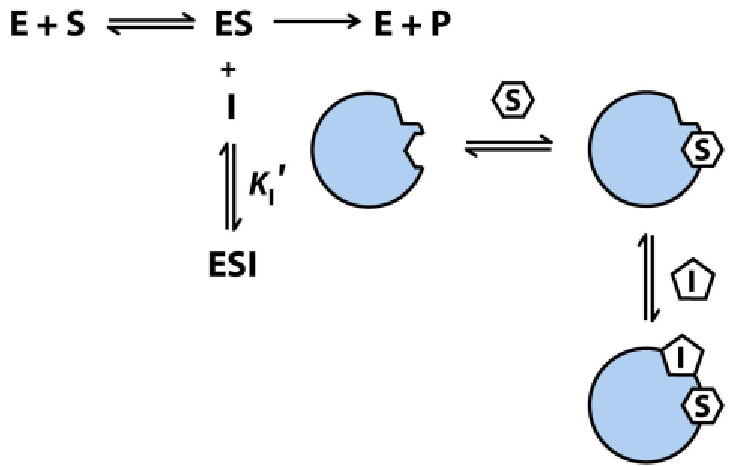 E + S ⇌ ES → E + P
+
I
S
S
K_I'
I
ESI
I
S